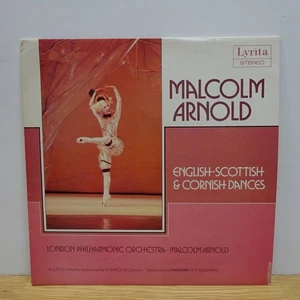 Lyrita
STEREO
MALCOLM
ARNOLD
ENGLISH·SCOTTISH
& CORNISH·DANCES
LONDON PHILHARMONIC ORCHESTRA · MALCOLM ARNOLD